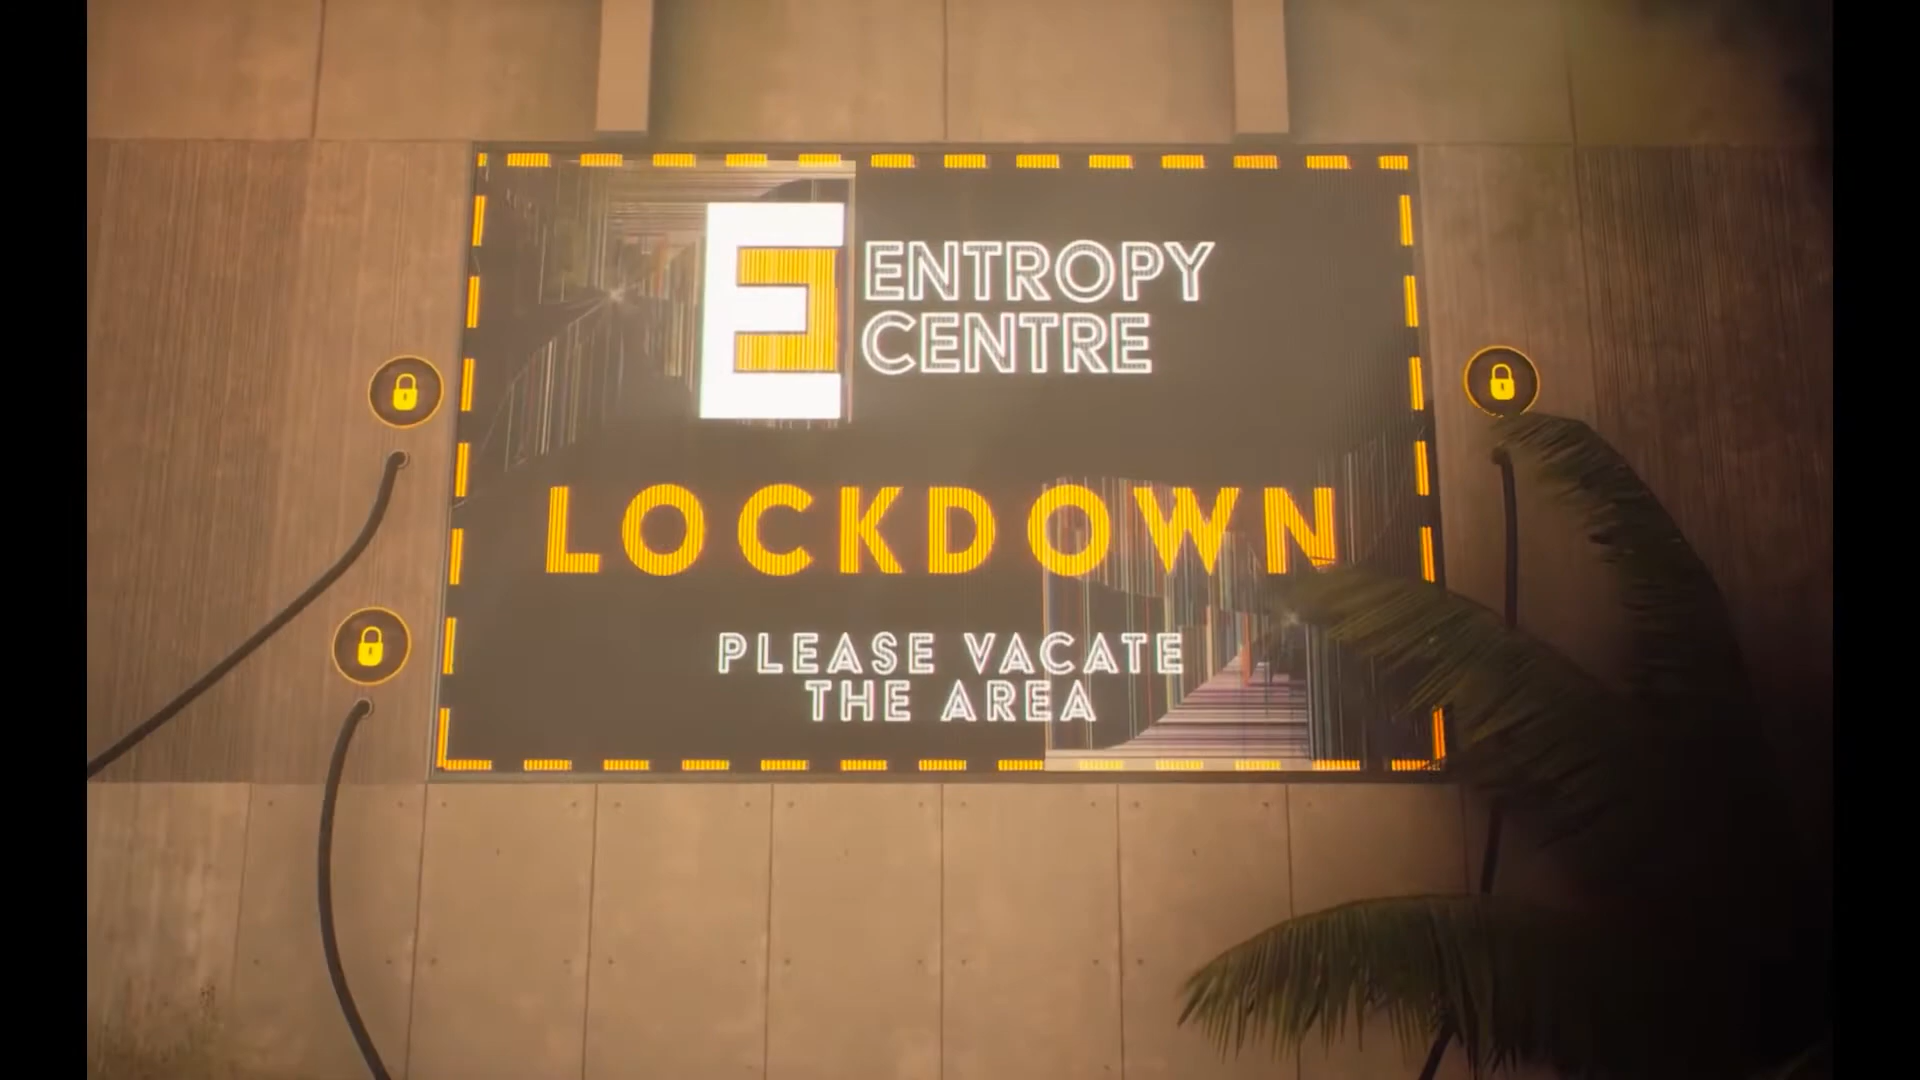 E ENTROPY
CENTRE
LOCKDOWN
PLEASE VACATE
THE AREA